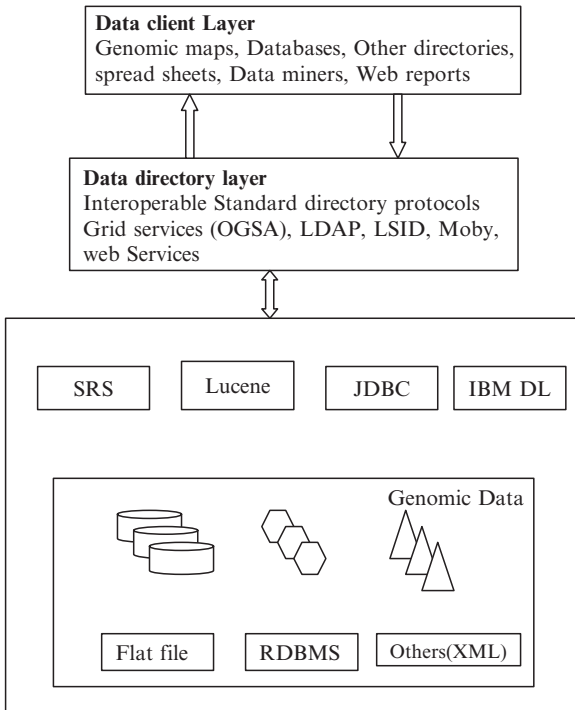 Data client Layer
Genomic maps, Databases, Other directories,
spread sheets, Data miners, Web reports
Data directory layer
Interoperable Standard directory protocols
Grid services (OGSA), LDAP, LSID, Moby,
web Services
SRS
Lucene
JDBC
IBM DL
Genomic Data
Flat file
RDBMS
Others(XML)